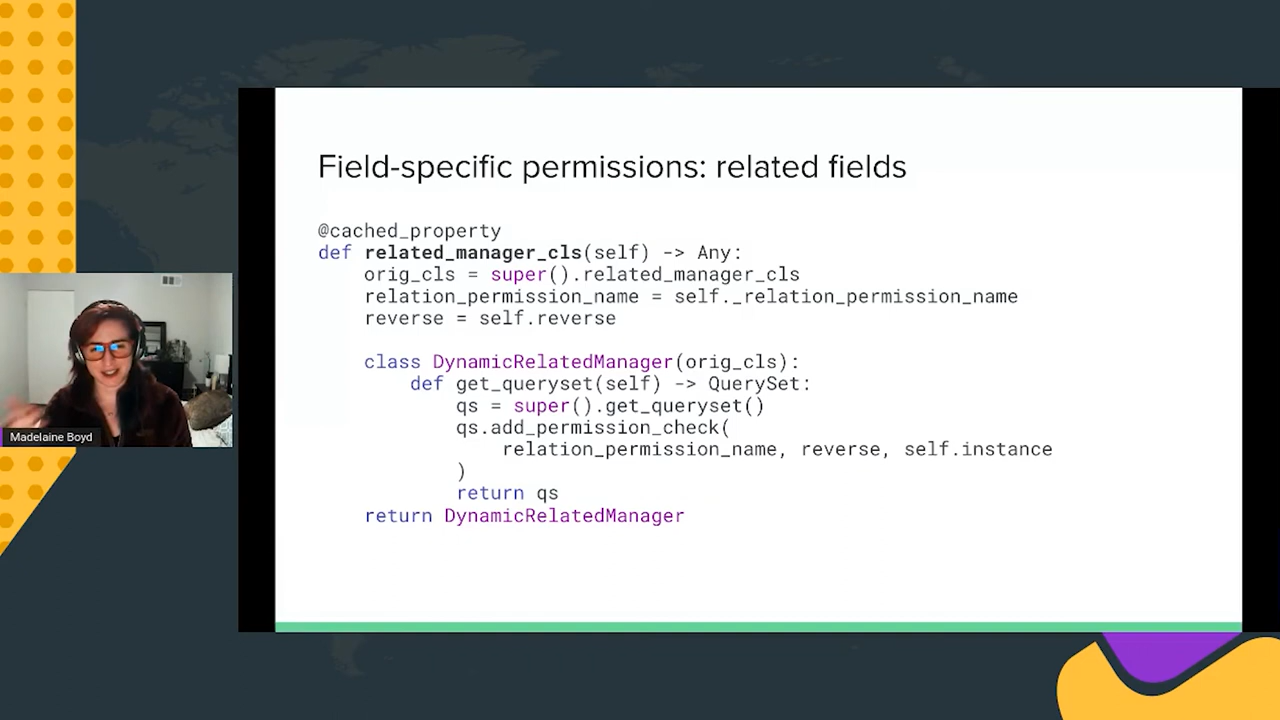 Field-specific permissions: related fields
@cached_property
def related_manager_cls(self) -> Any:
    orig_cls = super().related_manager_cls
    relation_permission_name = self._relation_permission_name
    reverse = self.reverse
    class DynamicRelatedManager(orig_cls):
        def get_queryset(self) -> QuerySet:
            qs = super().get_queryset()
            qs.add_permission_check(
                relation_permission_name, reverse, self.instance
            )
            return qs
    return DynamicRelatedManager
Madelaine Boyd